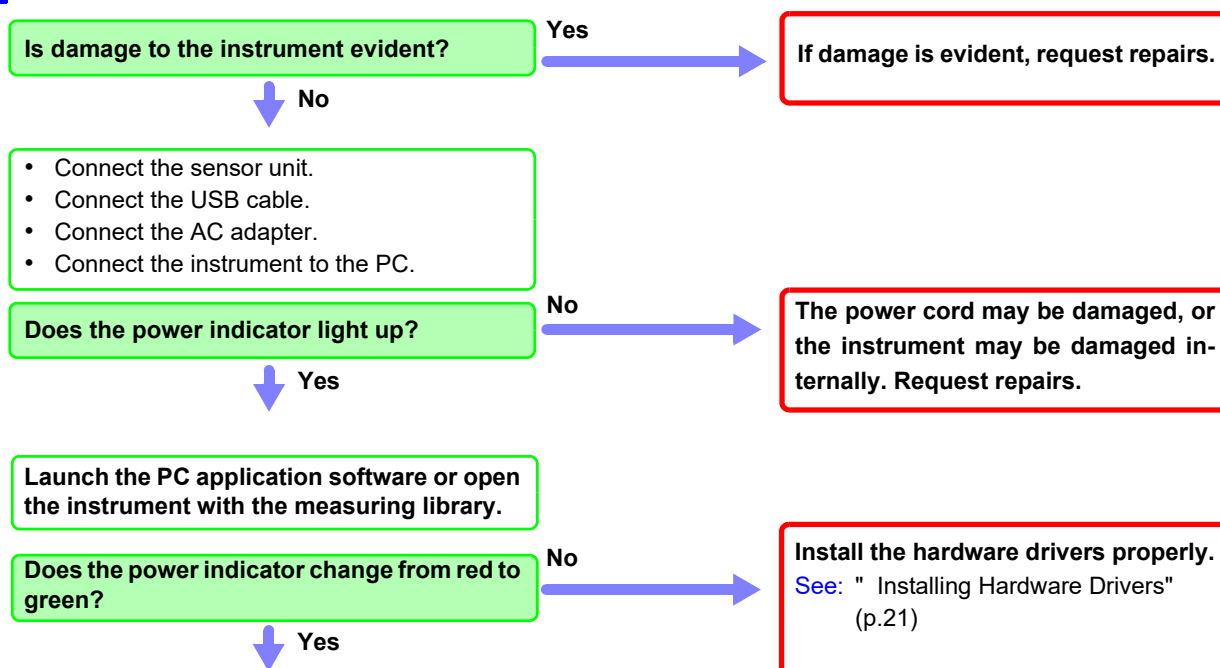 Is damage to the instrument evident?
Yes
If damage is evident, request repairs.
No
• Connect the sensor unit.
• Connect the USB cable.
• Connect the AC adapter.
• Connect the instrument to the PC.
Does the power indicator light up?
No
The power cord may be damaged, or
the instrument may be damaged in-
ternally. Request repairs.
Yes
Launch the PC application software or open
the instrument with the measuring library.
Does the power indicator change from red to
green?
No
Install the hardware drivers properly.
See: " Installing Hardware Drivers"
(p.21)
Yes